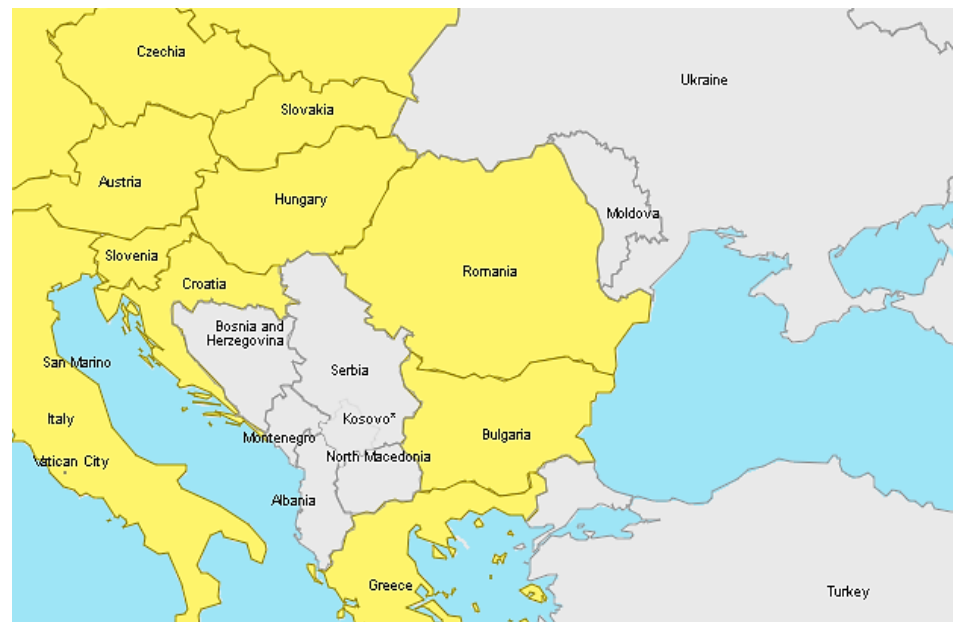 Czechia
Ukraine
Slovakia
Austria
Hungary
Moldova
Slovenia
Romania
Croatia
Bosnia and
Herzegovina
San Marino
Serbia
Italy
Kosovo*
Montenegro
Bulgaria
North Macedonia
Vatican City
Albania
Greece
Turkey